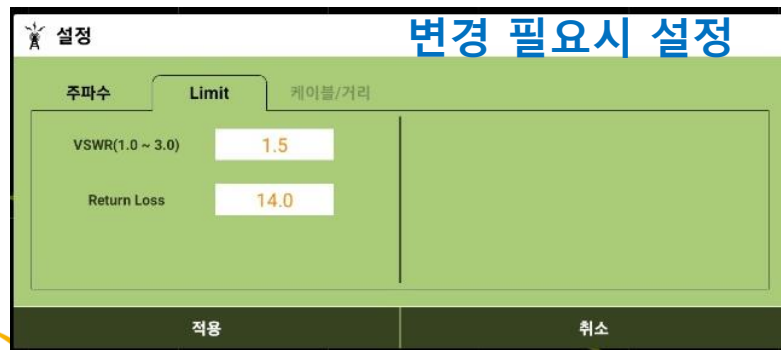 설정
변경 필요시 설정
주파수 Limit 케이블/거리
VSWR(1.0 ~ 3.0) 1.5
Return Loss 14.0
적용 취소